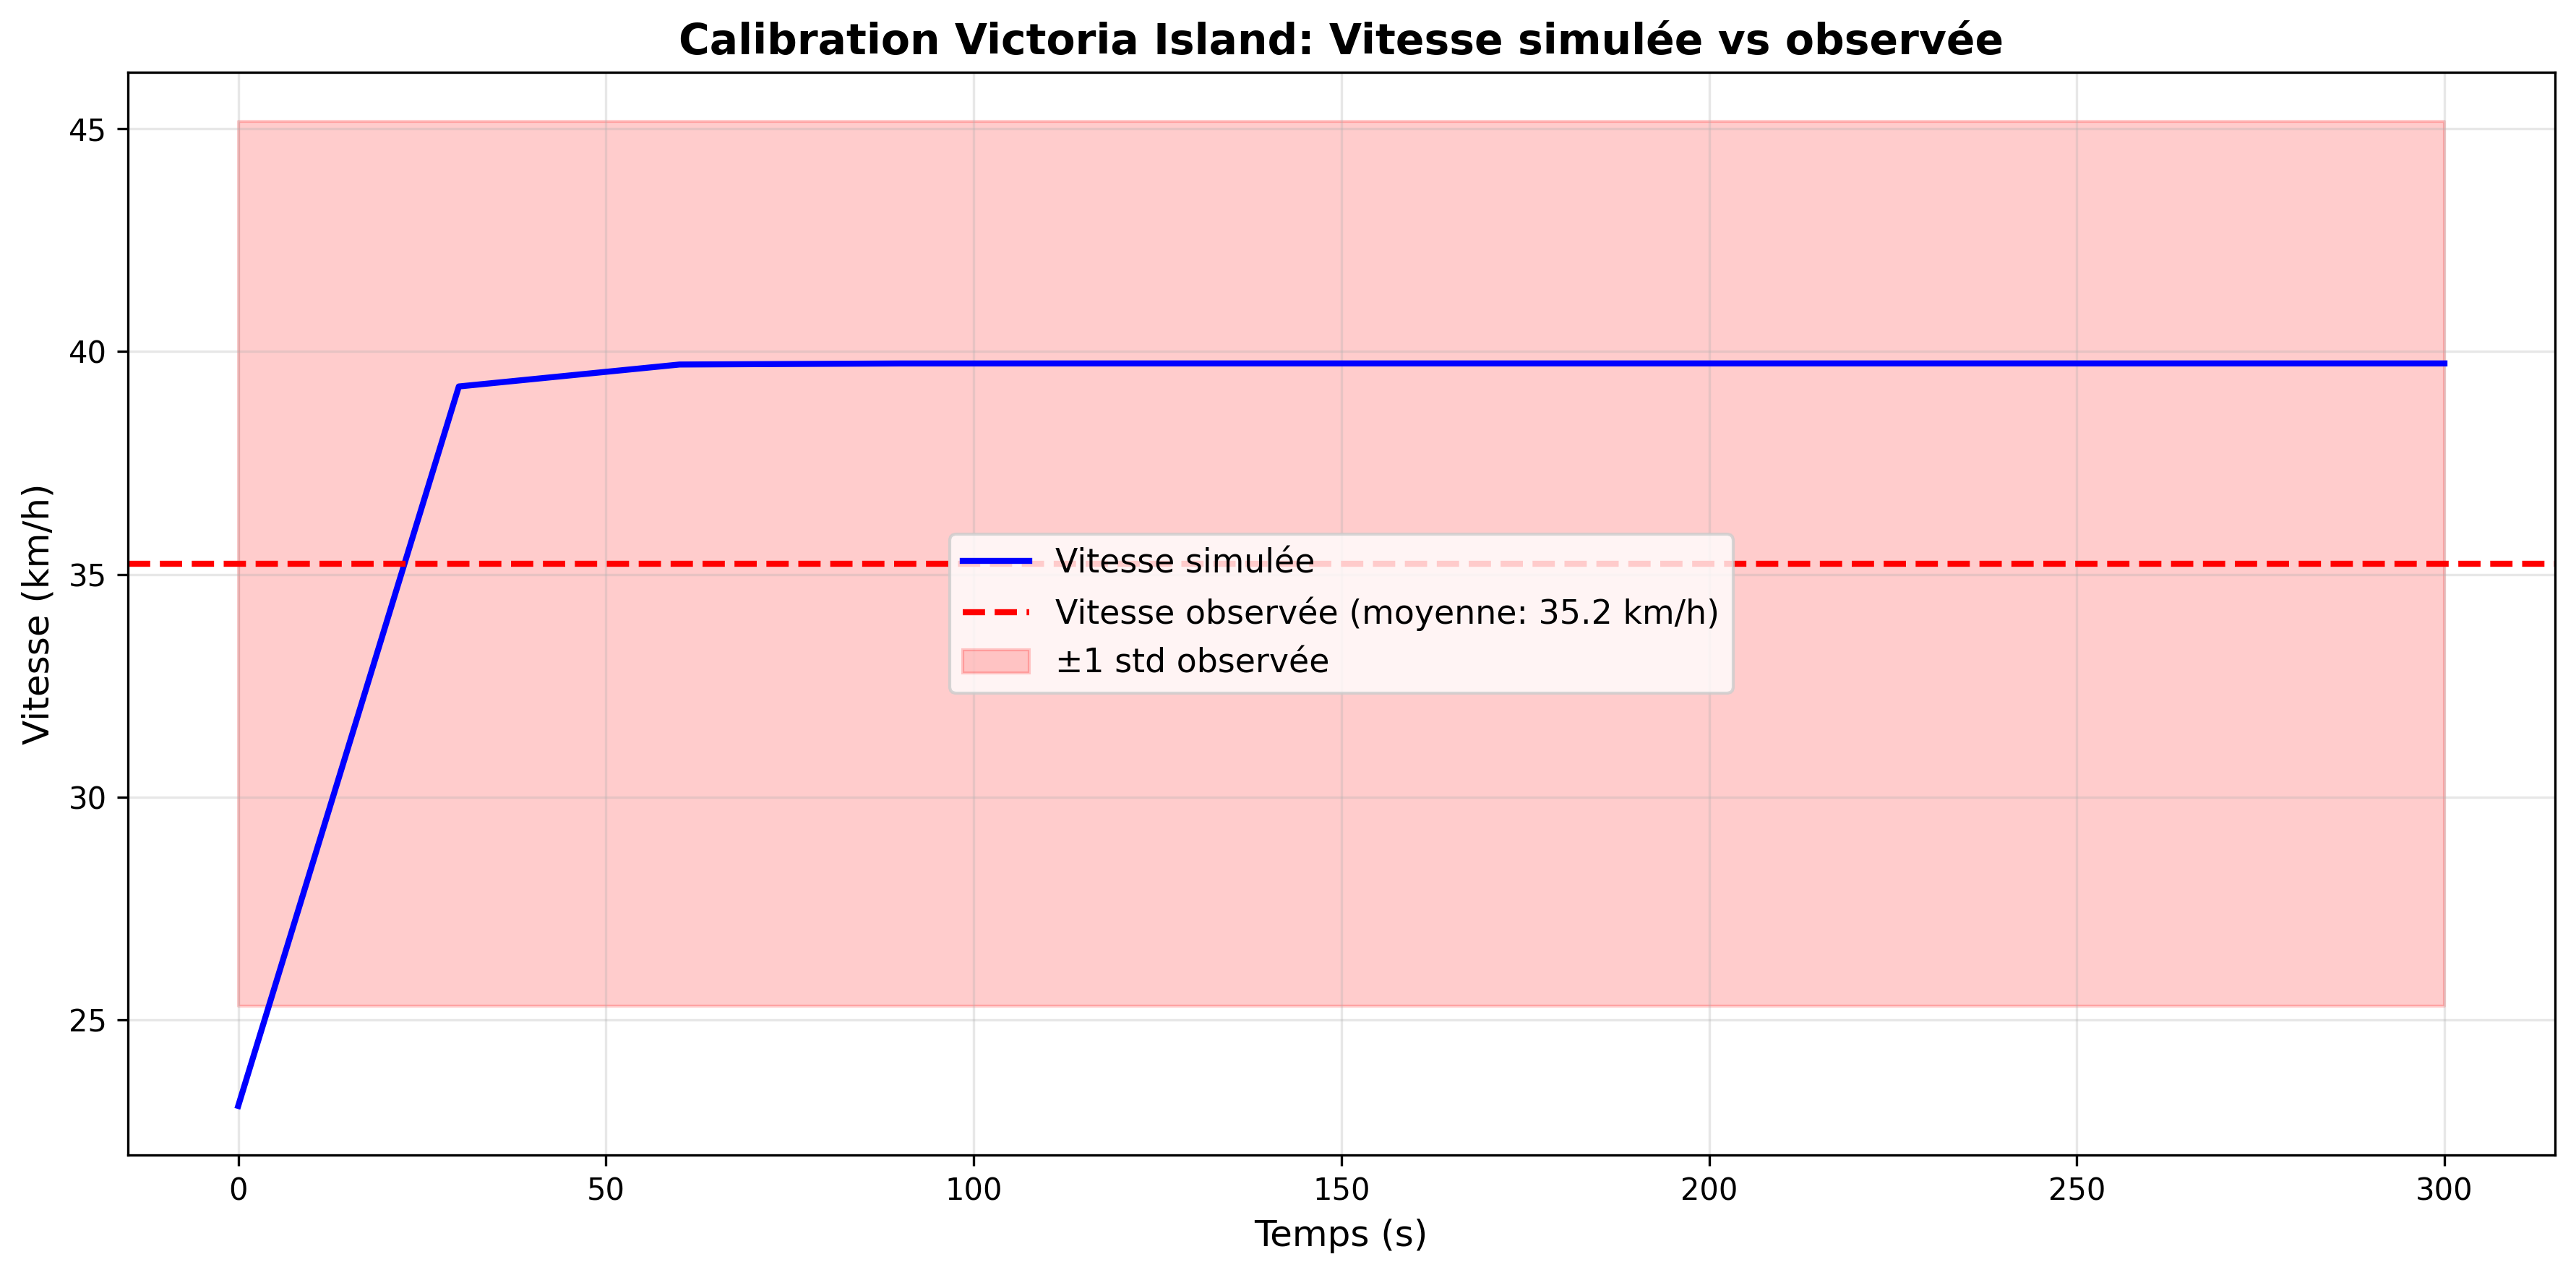 Calibration Victoria Island: Vitesse simulée vs observée
Vitesse (km/h)
45
40
35
30
25
Vitesse simulée
Vitesse observée (moyenne: 35.2 km/h)
±1 std observée
0
50
100
150
200
250
300
Temps (s)